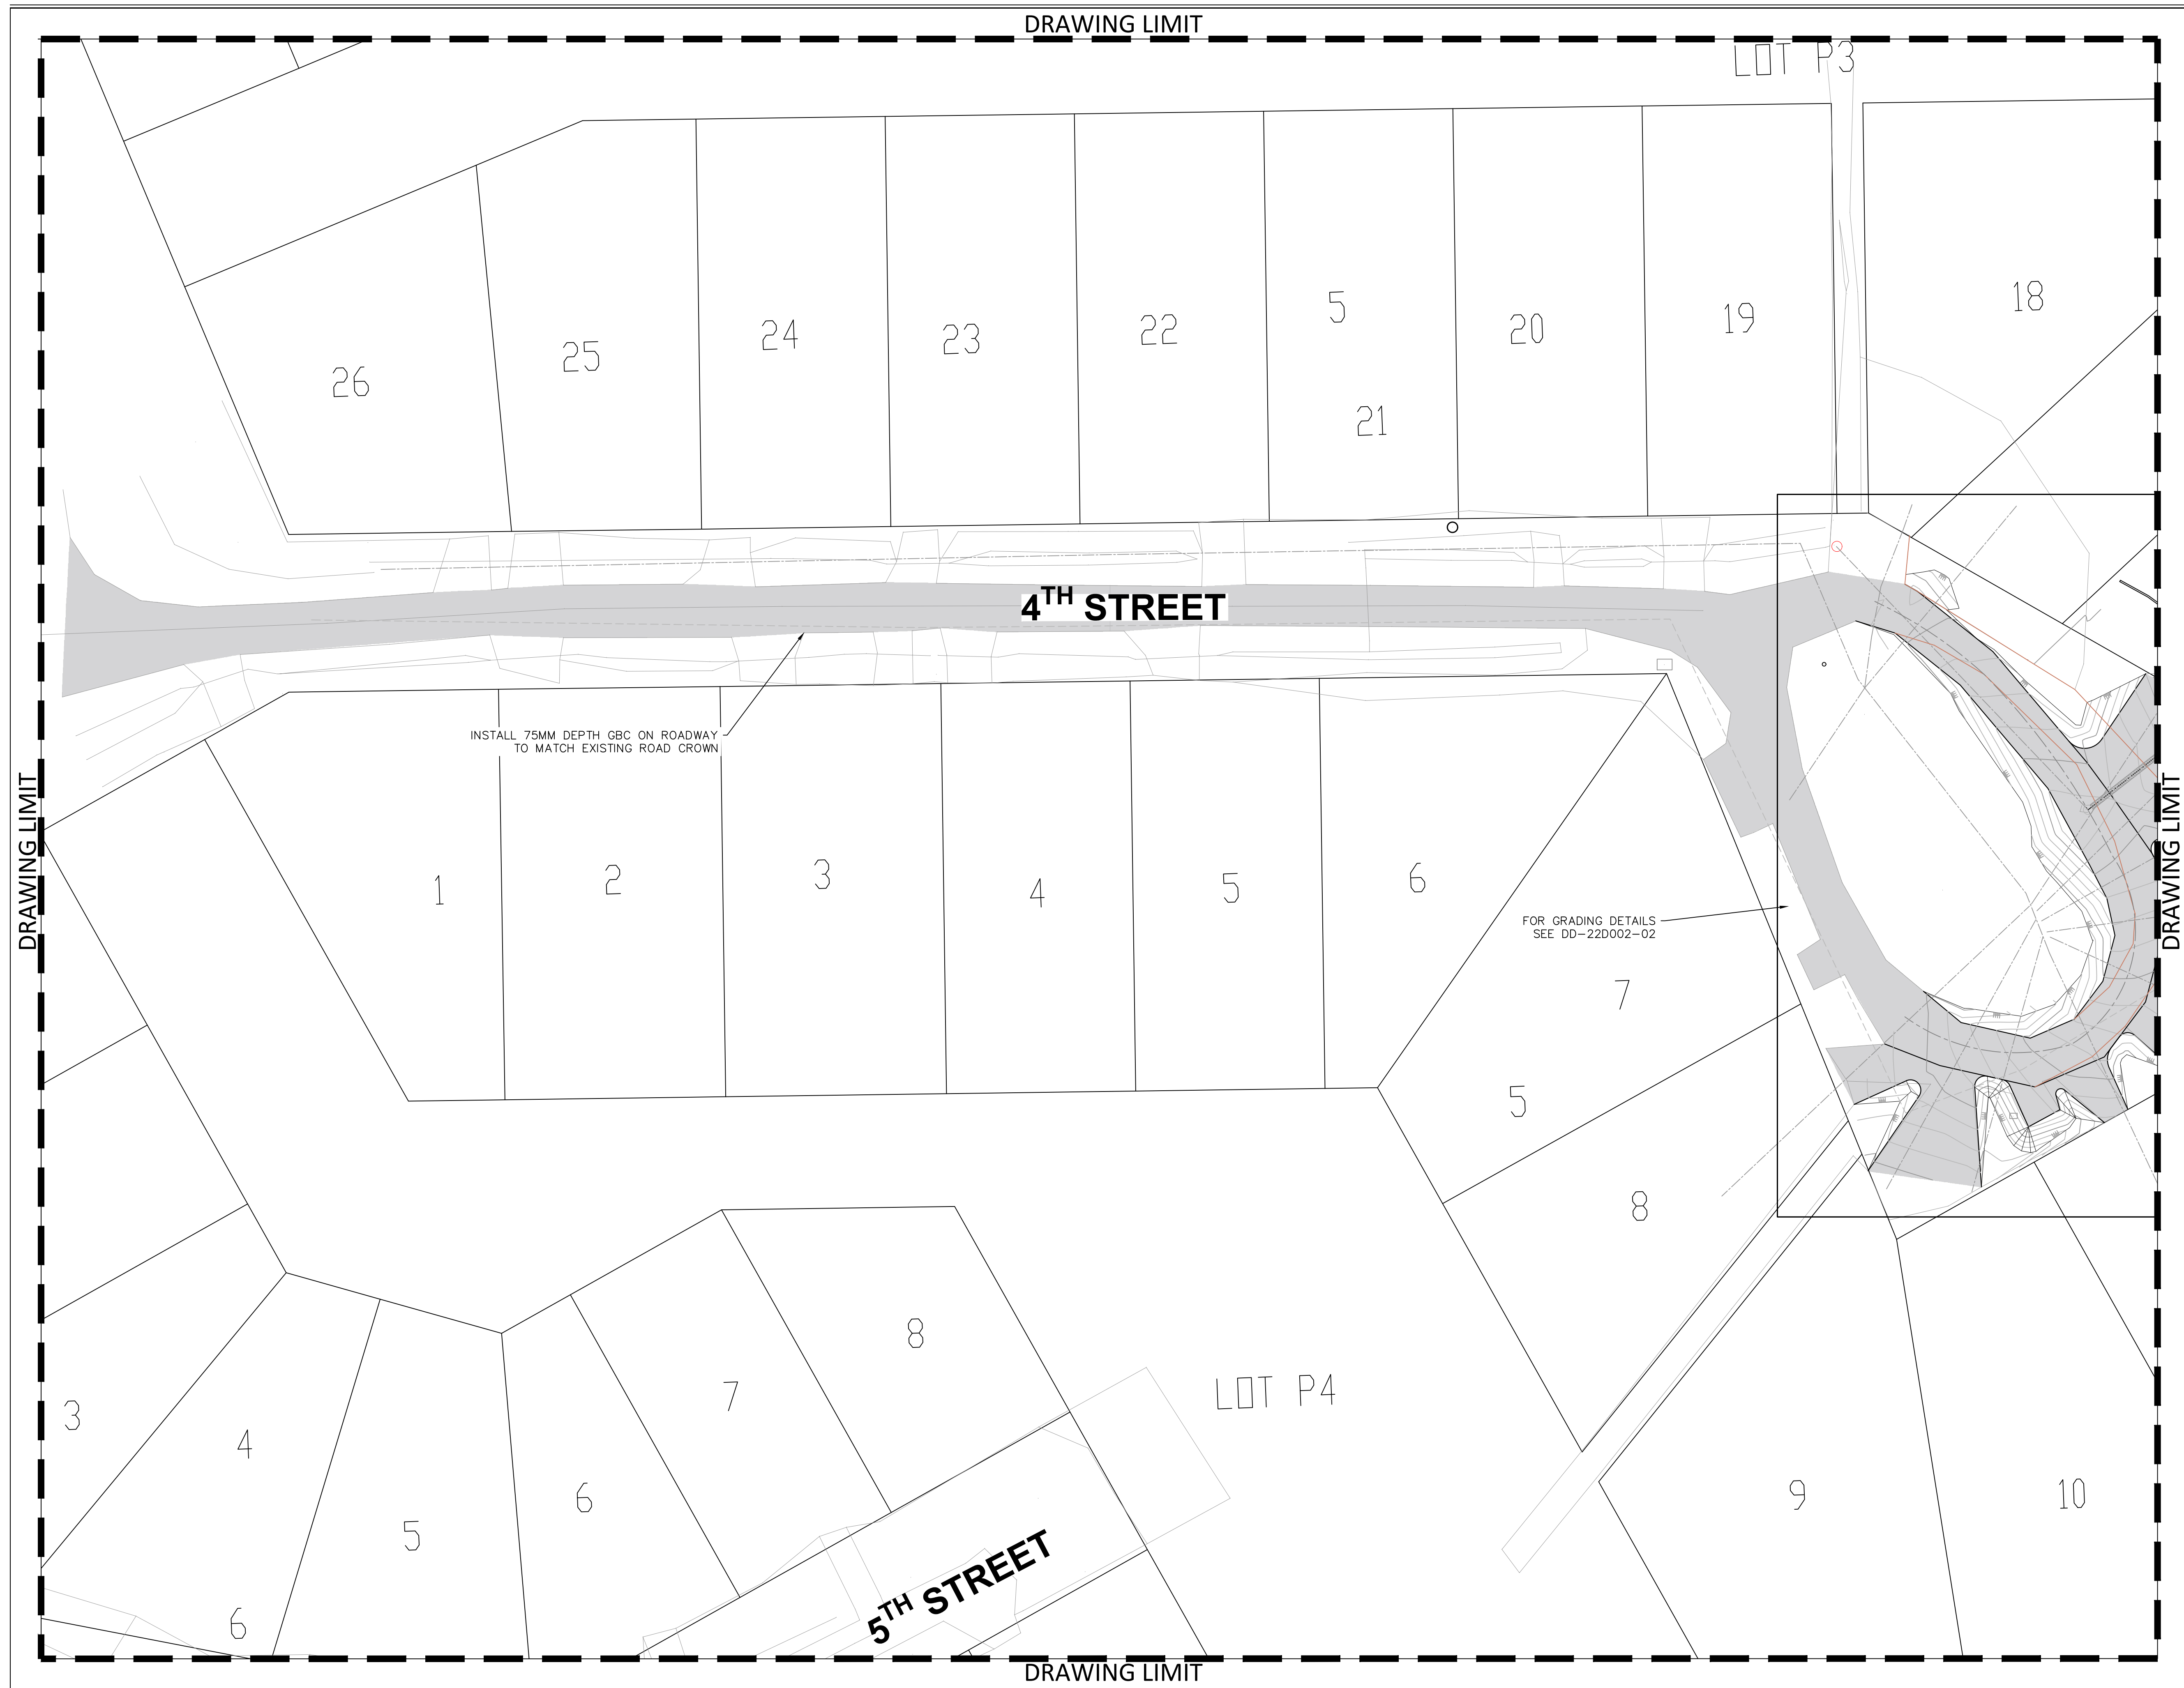 DRAWING LIMIT
LOT P3
18
19
5
20
22
23
24
25
26
21
4TH STREET
INSTALL 75MM DEPTH GBC ON ROADWAY
TO MATCH EXISTING ROAD CROWN
DRAWING LIMIT
DRAWING LIMIT
1
2
3
4
5
6
FOR GRADING DETAILS
SEE DD-22D002-02
7
5
8
8
7
LOT P4
3
4
5
6
9
10
6
5TH STREET
DRAWING LIMIT